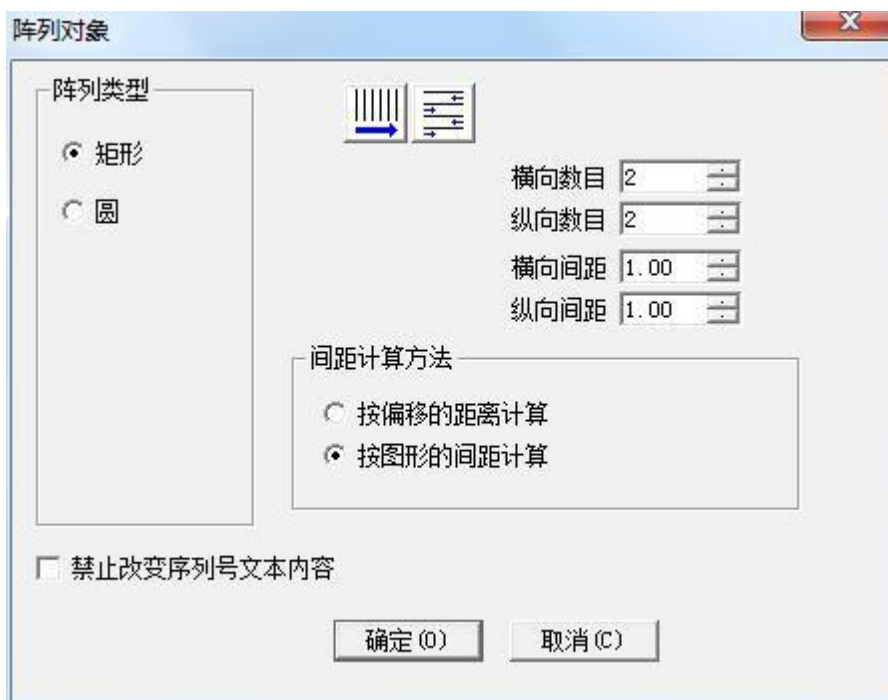 阵列对象
阵列类型
矩形
圆
横向数目 2
纵向数目 2
横向间距 1.00
纵向间距 1.00
间距计算方法
按偏移的距离计算
按图形的间距计算
禁止改变序列号文本内容
确定(O) 取消(C)